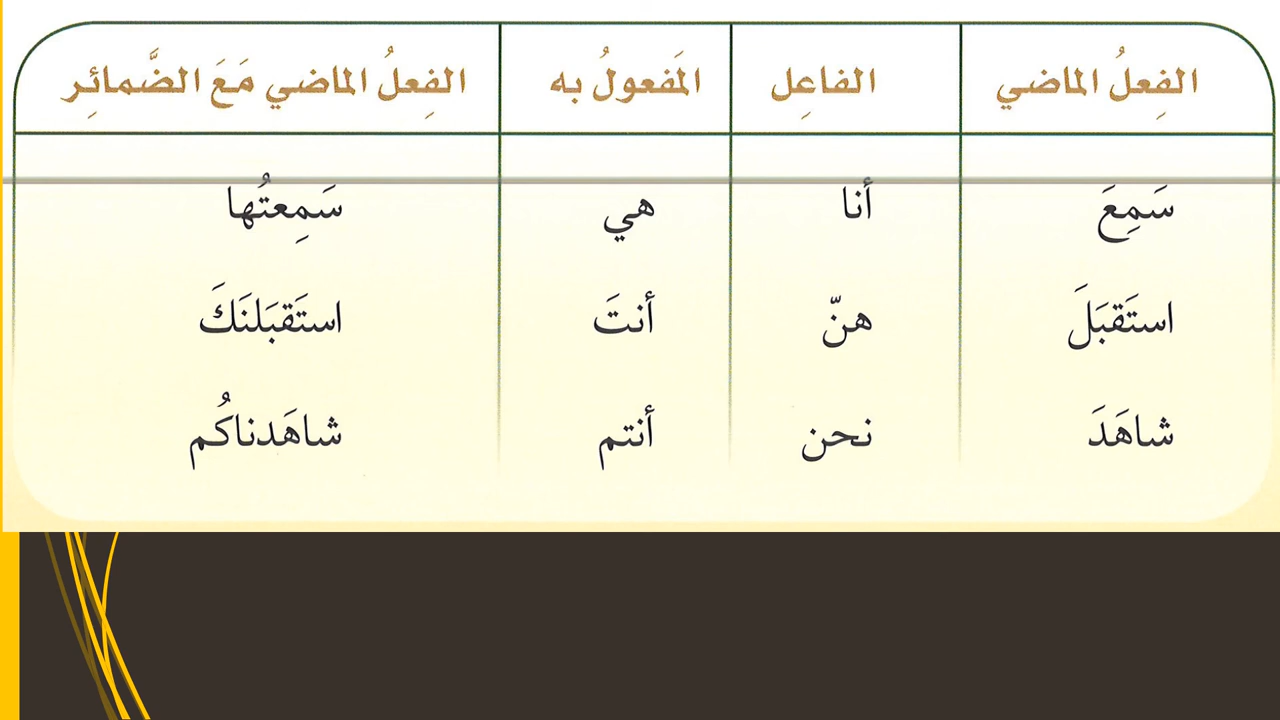 الفِعلُ الماضي الفاعِل المَفعولُ به الفِعلُ الماضي مَعَ الضَّمائِر
سَمِعَ أنا هي سَمِعتُها
استَقبَلَ هنّ أنتَ استَقبَلنَكَ
شاهَدَ نحن أنتم شاهَدناكُم